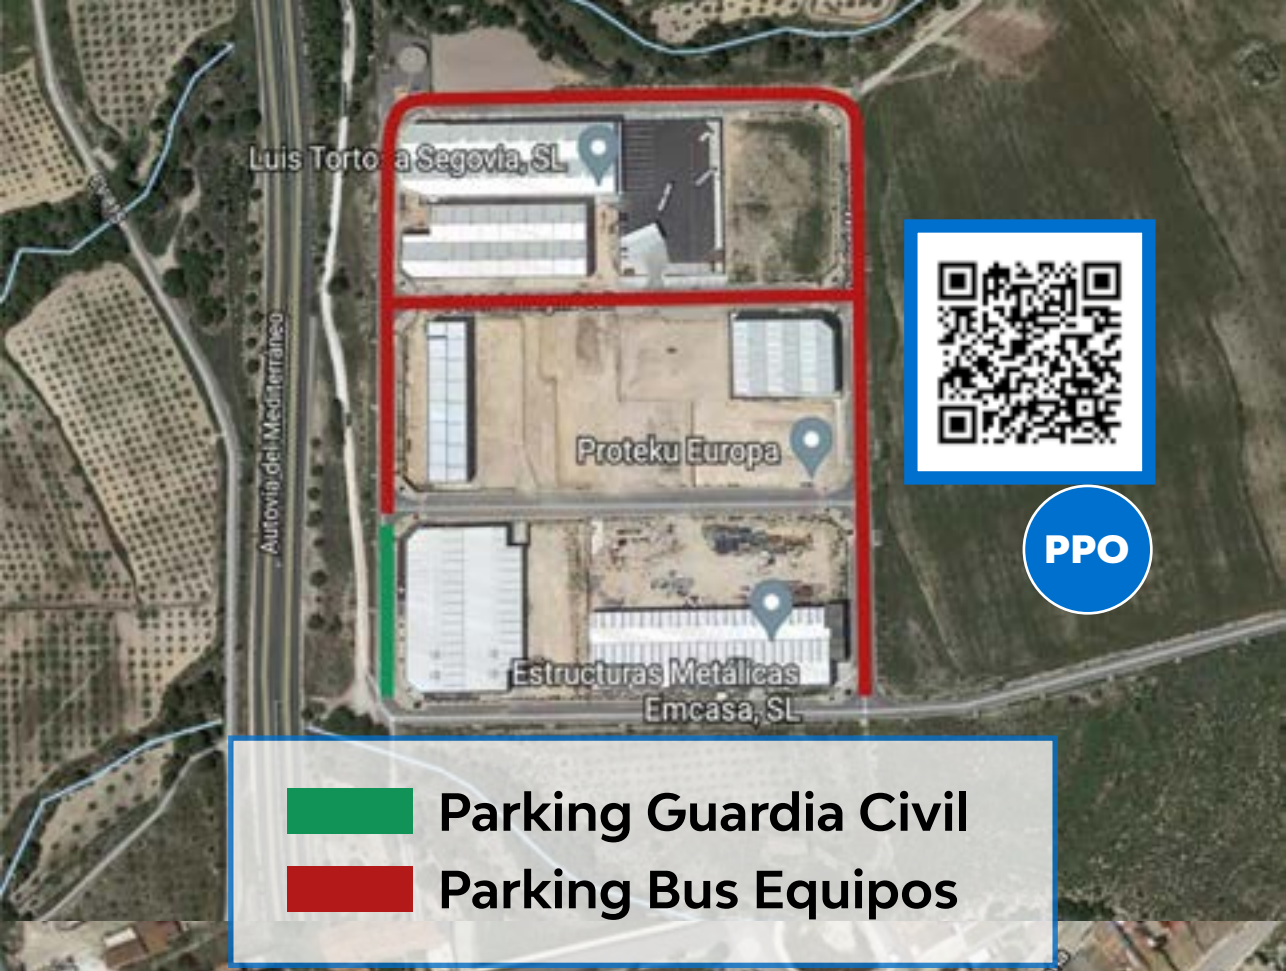 Luis Tortosa Segovia, SL
Autovía del Mediterráneo
Proteku Europa
PPO
Estructuras Metálicas
Emcasa, SL
Parking Guardia Civil
Parking Bus Equipos